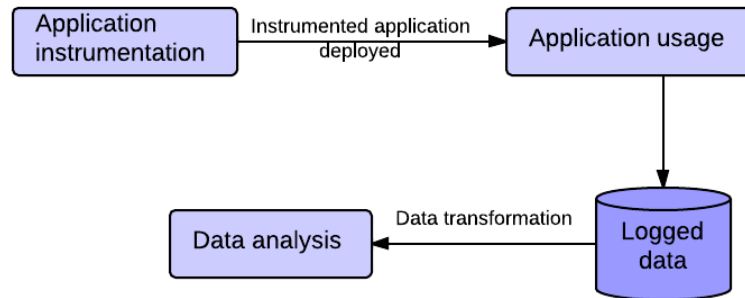 Application
instrumentation
Instrumented application
deployed
Application usage
Data analysis
Data transformation
Logged
data